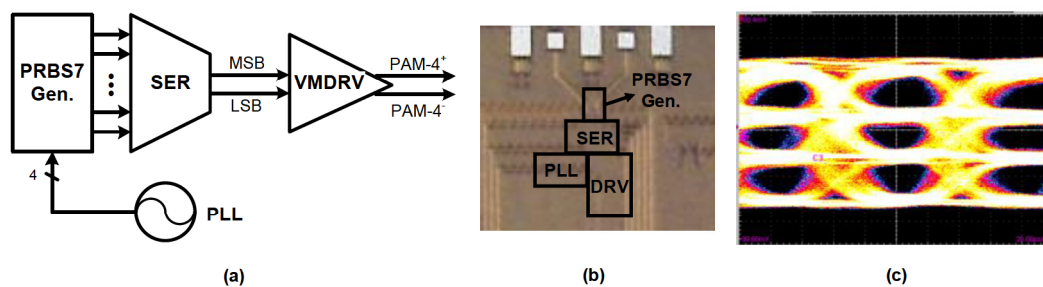 PRBS7
Gen.
SER
MSB
LSB
VMDRV
PAM-4+
PAM-4-
4
PLL
(a)
PRBS7
Gen.
SER
PLL
DRV
(b)
C3
(c)